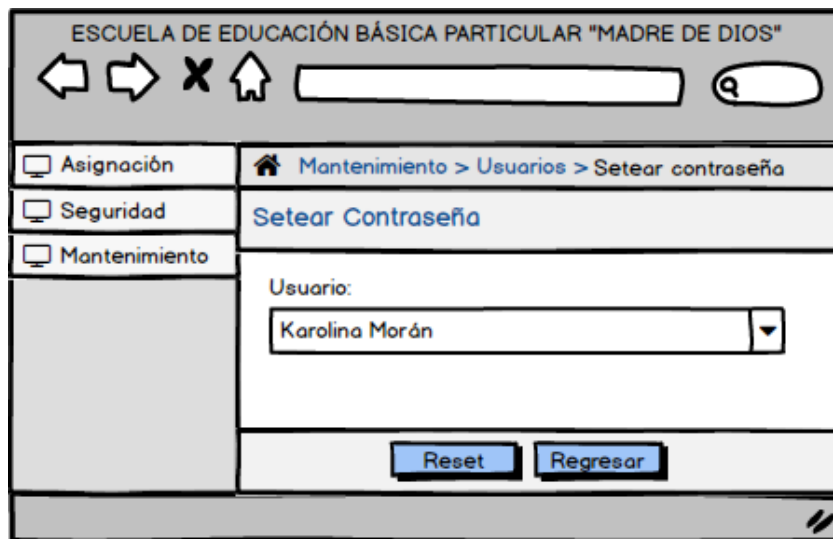 ESCUELA DE EDUCACIÓN BÁSICA PARTICULAR "MADRE DE DIOS"
Asignación
Seguridad
Mantenimiento
Mantenimiento > Usuarios > Setear contraseña
Setear Contraseña
Usuario:
Karolina Morán
Reset
Regresar